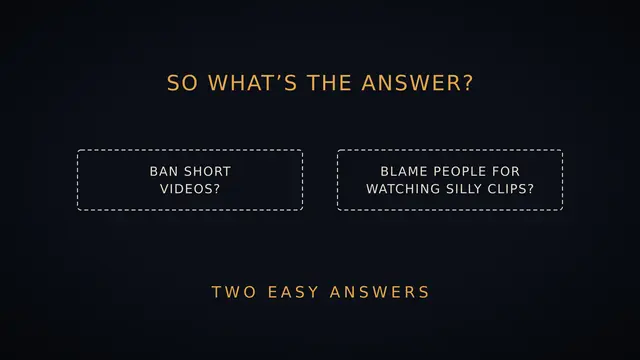 SO WHAT’S THE ANSWER?
BAN SHORT
VIDEOS?
BLAME PEOPLE FOR
WATCHING SILLY CLIPS?
TWO EASY ANSWERS